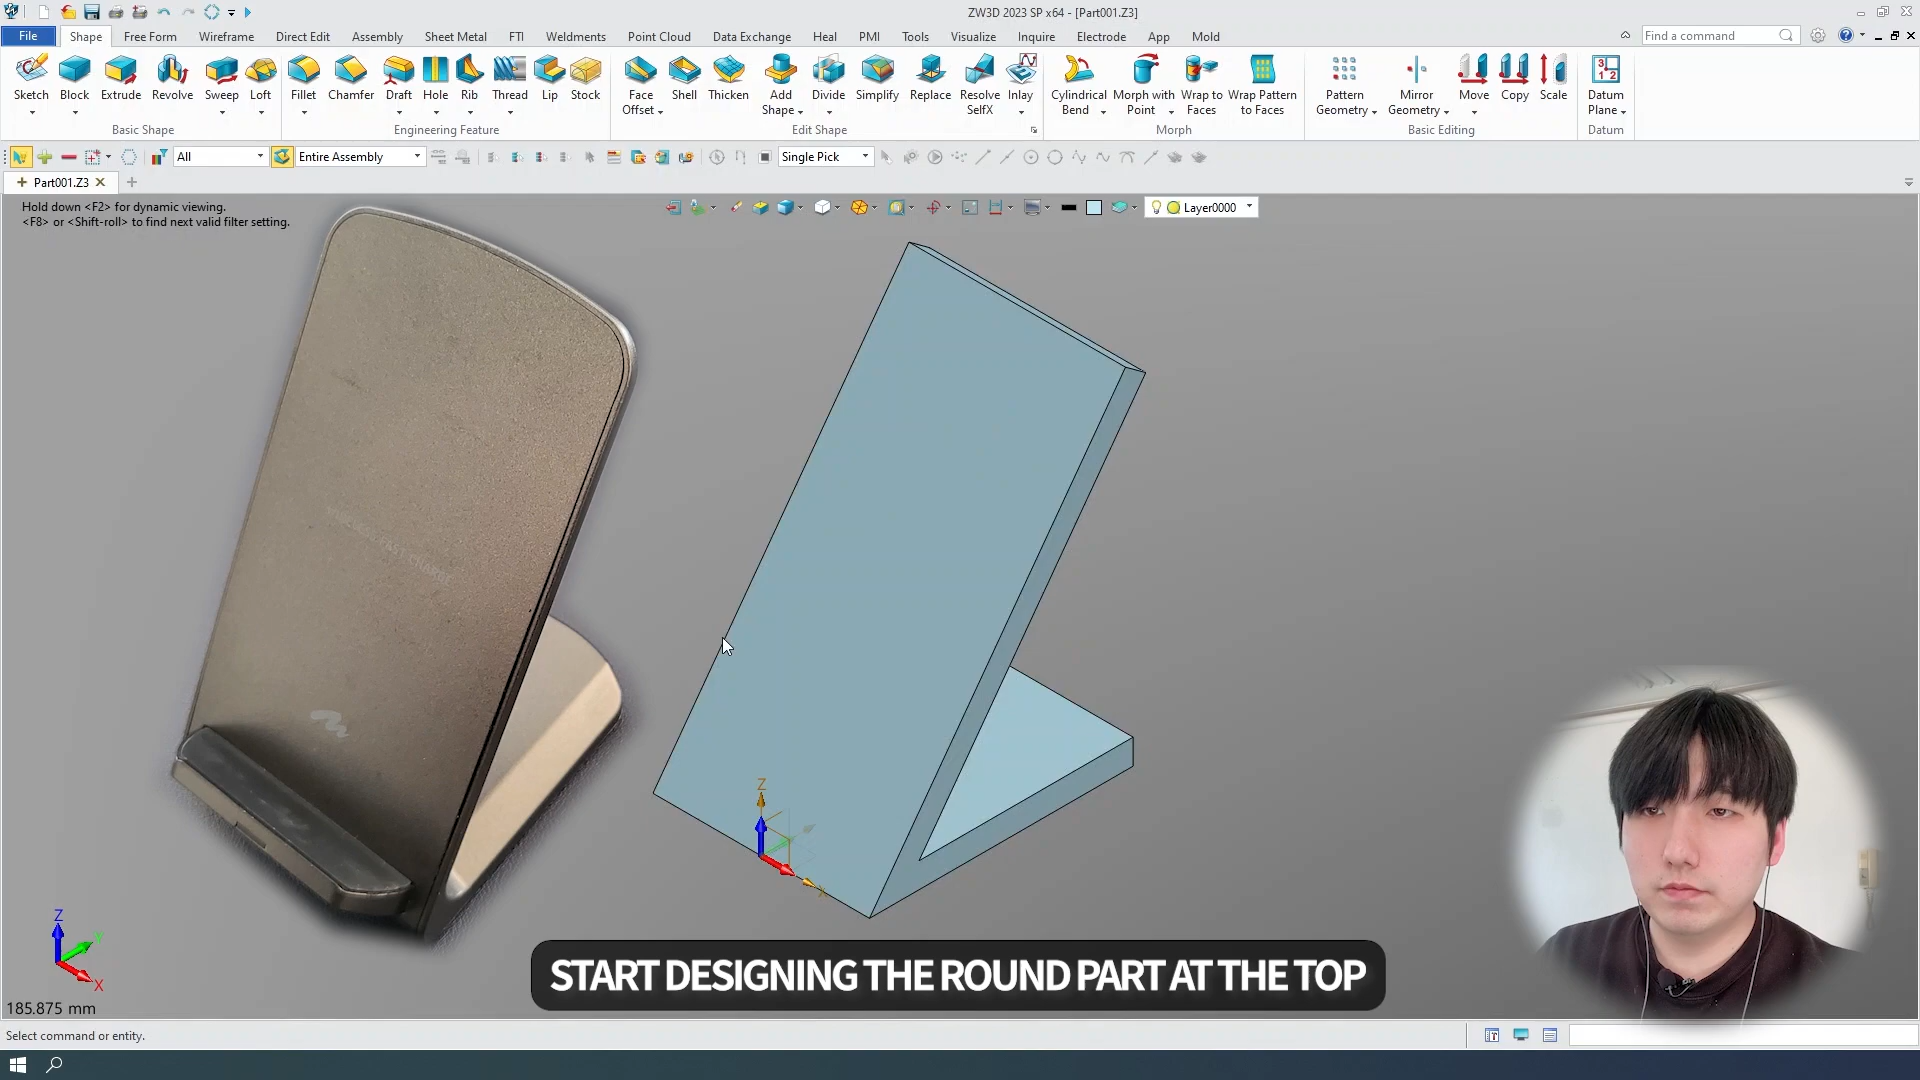 ZW3D 2023 SP x64 - [Part001.Z3]
File Shape Free Form Wireframe Direct Edit Assembly Sheet Metal FTI Weldments Point Cloud Data Exchange Heal PMI Tools Visualize Inquire Electrode App Mold Find a command
Sketch Block Extrude Revolve Sweep Loft Fillet Chamfer Draft Hole Rib Thread Lip Stock Face Offset Shell Thicken Add Shape Divide Simplify Replace Resolve SelfX Inlay Cylindrical Bend Morph with Point Wrap to Faces Wrap Pattern to Faces Pattern Geometry Mirror Geometry Move Copy Scale Datum Plane
Basic Shape Engineering Feature Edit Shape Morph Basic Editing Datum
All Entire Assembly Single Pick
Part001.Z3
Hold down <F2> for dynamic viewing.
<F8> or <Shift-roll> to find next valid filter setting.
Layer0000
Z
Z
Y
X
START DESIGNING THE ROUND PART AT THE TOP
185.875 mm
Select command or entity.